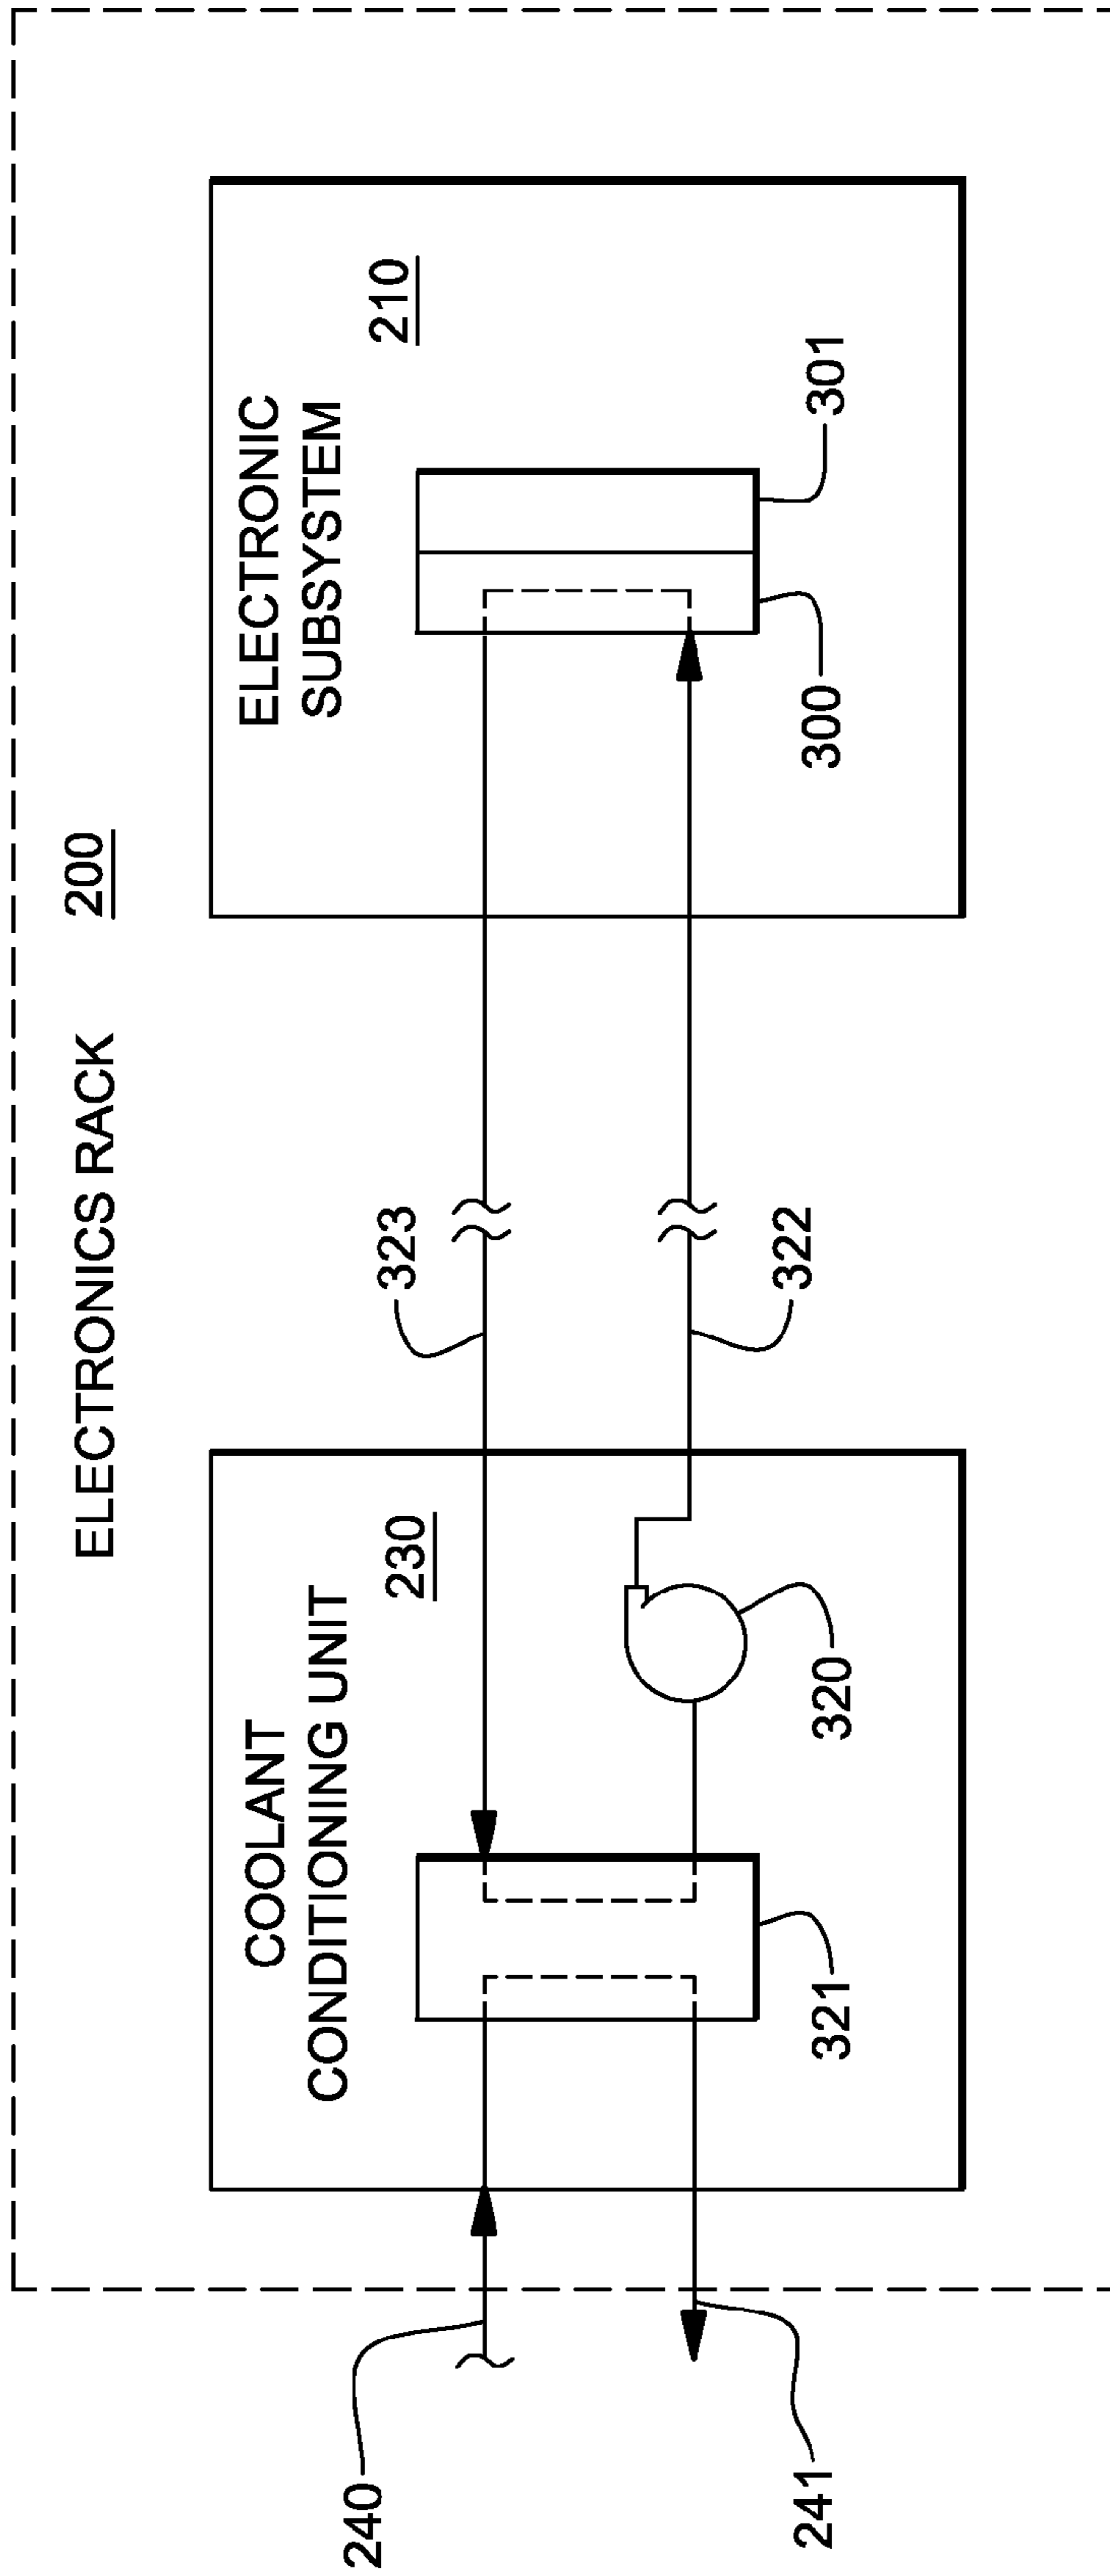 ELECTRONICS RACK 200
COOLANT
CONDITIONING UNIT
230
ELECTRONIC
SUBSYSTEM
210
240
323
241
321
320
322
300
301